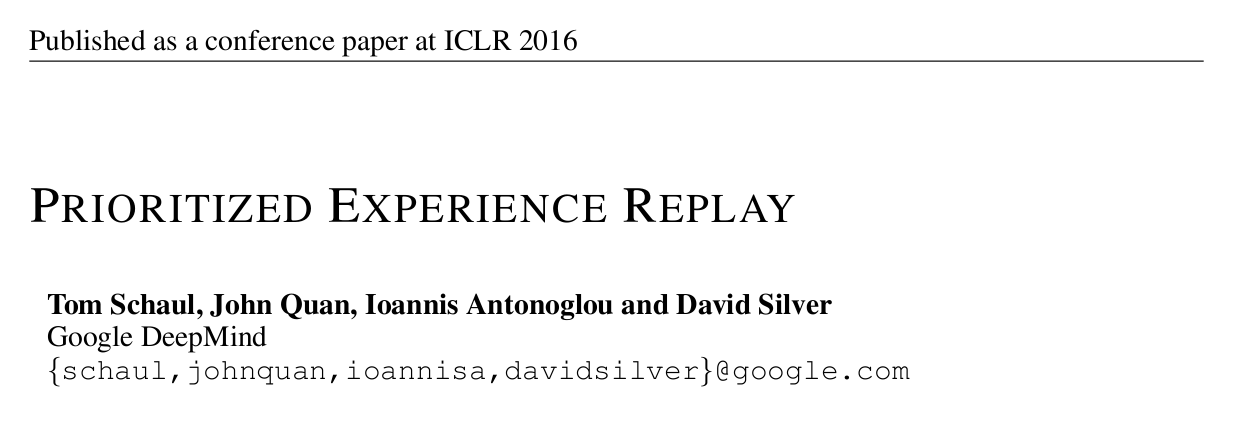 Published as a conference paper at ICLR 2016
PRIORITIZED EXPERIENCE REPLAY
Tom Schaul, John Quan, Ioannis Antonoglou and David Silver
Google DeepMind
{schaul,johnquan,ioannisa,davidsilver}@google.com